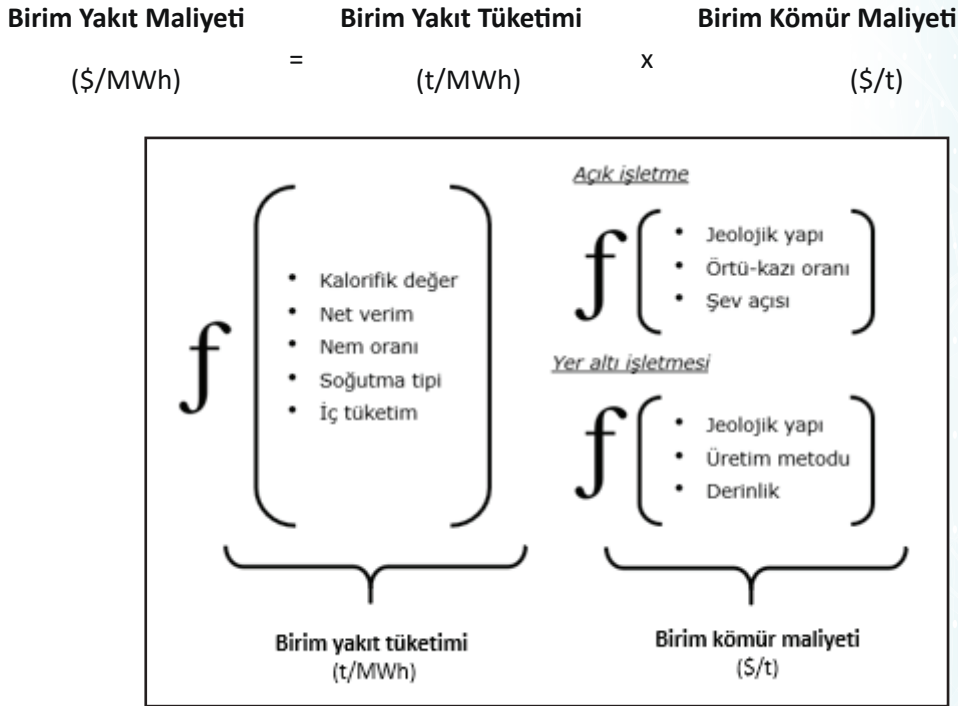 Birim Yakıt Maliyeti Birim Yakıt Tüketimi Birim Kömür Maliyeti
($/MWh) = (t/MWh) x ($/t)
f
• Kalorifik değer
• Net verim
• Nem oranı
• Soğutma tipi
• İç tüketim
Açık işletme
f
• Jeolojik yapı
• Örtü-kazı oranı
• Şev açısı
Yer altı işletmesi
f
• Jeolojik yapı
• Üretim metodu
• Derinlik
Birim yakıt tüketimi
(t/MWh)
Birim kömür maliyeti
($/t)